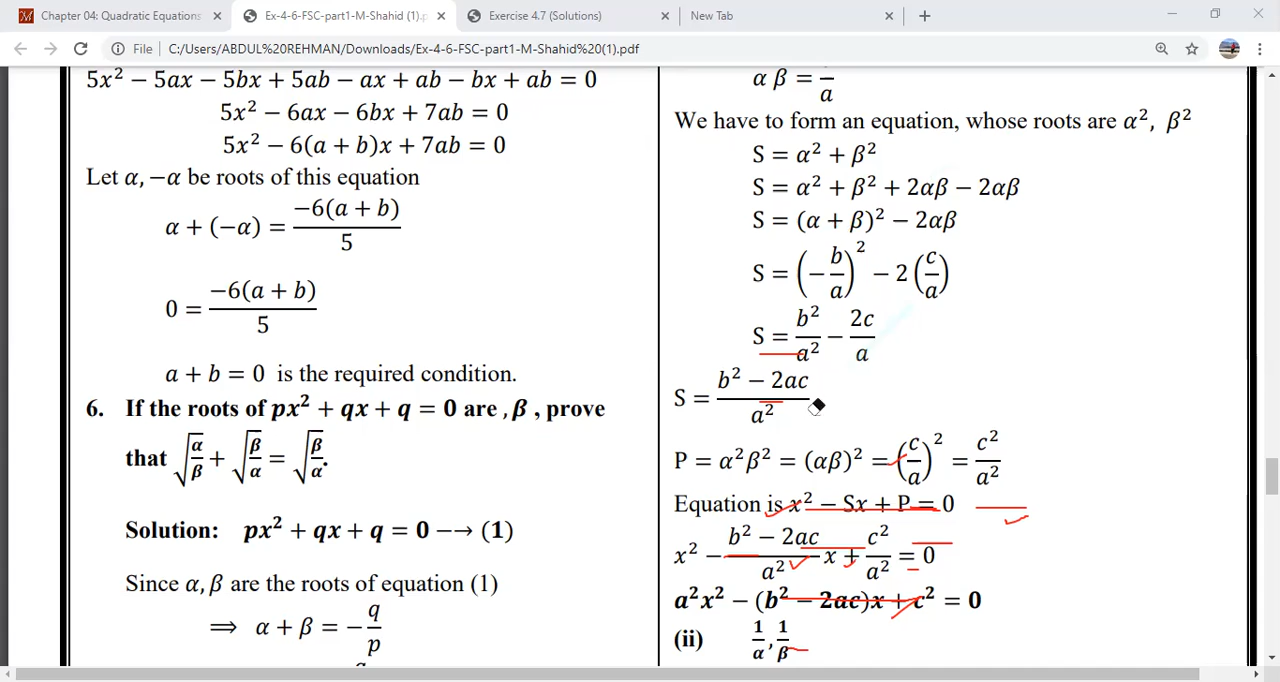 Chapter 04: Quadratic Equations
Ex-4-6-FSC-part1-M-Shahid (1).p
Exercise 4.7 (Solutions)
New Tab
File
C:/Users/ABDUL%20REHMAN/Downloads/Ex-4-6-FSC-part1-M-Shahid%20(1).pdf
5x² − 5ax − 5bx + 5ab − ax + ab − bx + ab = 0
5x² − 6ax − 6bx + 7ab = 0
5x² − 6(a + b)x + 7ab = 0
Let α, −α be roots of this equation
α + (−α) = −6(a + b)/5
0 = −6(a + b)/5
a + b = 0 is the required condition.
6. If the roots of px² + qx + q = 0 are , β , prove
that √(α/β) + √(β/α) = √(β/α).
Solution: px² + qx + q = 0 −→ (1)
Since α, β are the roots of equation (1)
⟹ α + β = −q/p
α β = /a
We have to form an equation, whose roots are α², β²
S = α² + β²
S = α² + β² + 2αβ − 2αβ
S = (α + β)² − 2αβ
S = (−b/a)² − 2(c/a)
S = b²/a² − 2c/a
S = (b² − 2ac)/a²
P = α²β² = (αβ)² = (c/a)² = c²/a²
Equation is x² − Sx + P = 0
x² − (b² − 2ac)/a² x + c²/a² = 0
a²x² − (b² − 2ac)x + c² = 0
(ii) 1/α, 1/β